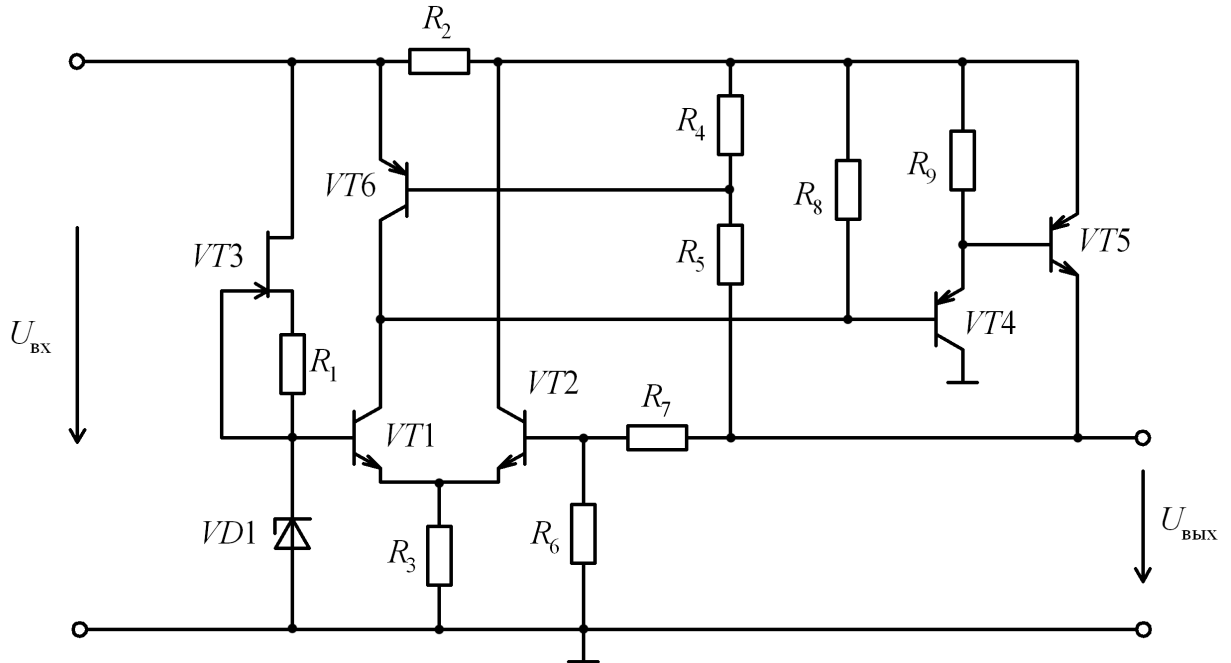 R2
R4
VT6
R8
R9
VT5
VT3
R5
VT4
Uвх
R1
VT2
R7
VT1
VD1
R3
R6
Uвых